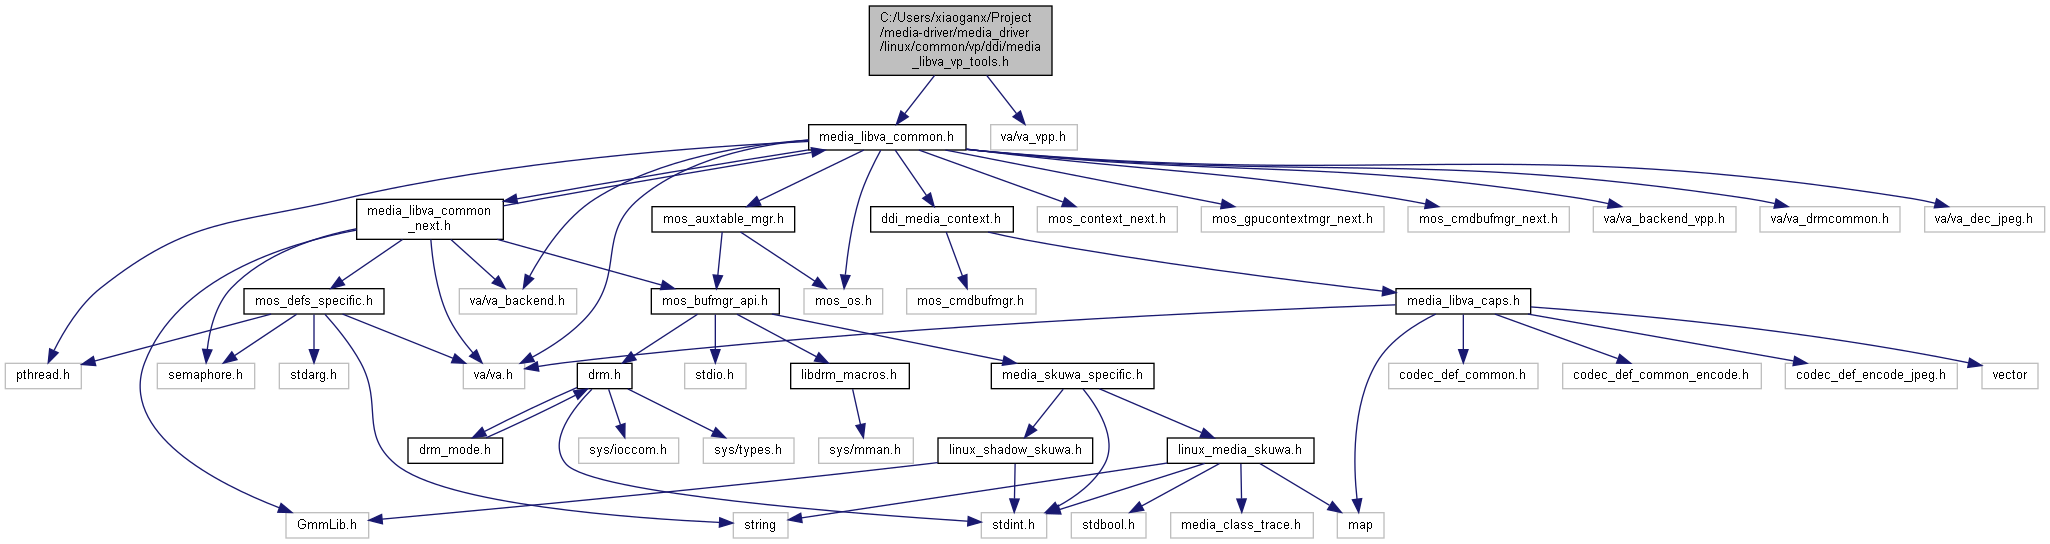 C:/Users/xiaoganx/Project
/media-driver/media_driver
/linux/common/vp/ddi/media
_libva_vp_tools.h
media_libva_common.h
va/va_vpp.h
media_libva_common
_next.h
mos_auxtable_mgr.h
ddi_media_context.h
mos_context_next.h
mos_gpucontextmgr_next.h
mos_cmdbufmgr_next.h
va/va_backend_vpp.h
va/va_drmcommon.h
va/va_dec_jpeg.h
mos_defs_specific.h
va/va_backend.h
mos_bufmgr_api.h
mos_os.h
mos_cmdbufmgr.h
media_libva_caps.h
pthread.h
semaphore.h
stdarg.h
va/va.h
drm.h
stdio.h
libdrm_macros.h
media_skuwa_specific.h
codec_def_common.h
codec_def_common_encode.h
codec_def_encode_jpeg.h
vector
drm_mode.h
sys/ioccom.h
sys/types.h
sys/mman.h
linux_shadow_skuwa.h
linux_media_skuwa.h
GmmLib.h
string
stdint.h
stdbool.h
media_class_trace.h
map